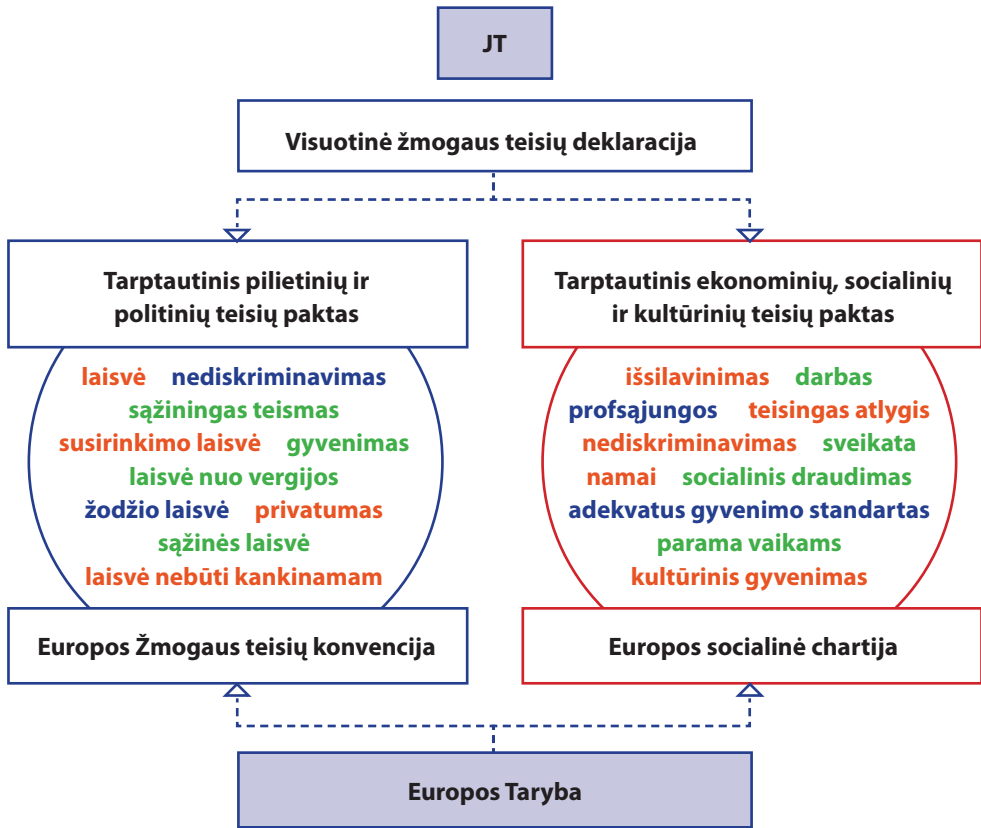 JT
Visuotinė žmogaus teisių deklaracija
Tarptautinis pilietinių ir
politinių teisių paktas
laisvė nediskriminavimas
sąžiningas teismas
susirinkimo laisvė gyvenimas
laisvė nuo vergijos
žodžio laisvė privatumas
sąžinės laisvė
laisvė nebūti kankinamam
Europos Žmogaus teisių konvencija
Tarptautinis ekonominių, socialinių
ir kultūrinių teisių paktas
išsilavinimas darbas
profsąjungos teisingas atlygis
nediskriminavimas sveikata
namai socialinis draudimas
adekvatus gyvenimo standartas
parama vaikams
kultūrinis gyvenimas
Europos socialinė chartija
Europos Taryba